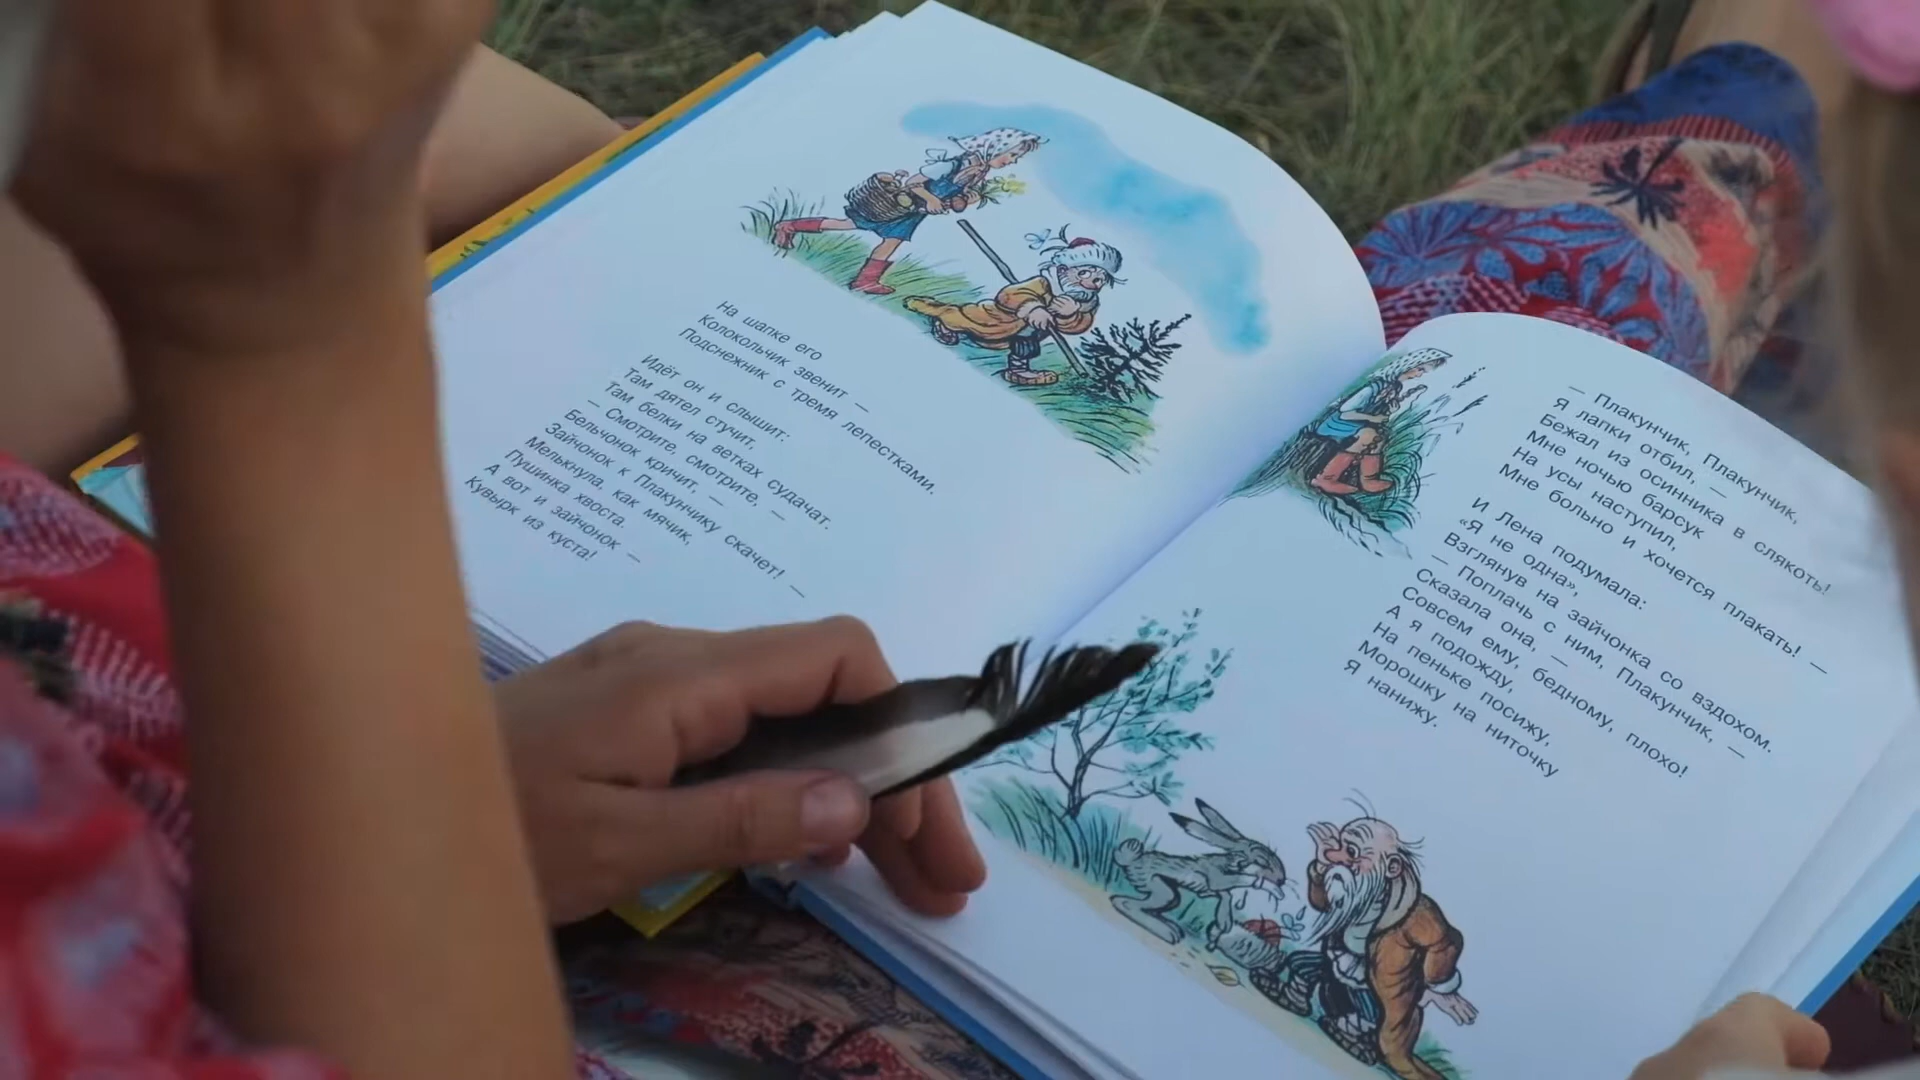 На шапке его
Колокольчик звенит —
Подснежник с тремя лепестками.
Идёт он и слышит:
Там дятел стучит,
Там белки на ветках судачат.
— Смотрите, смотрите, —
Бельчонок кричит, —
Зайчонок к Плакунчику скачет! —
Мелькнула, как мячик,
Пушинка хвоста.
А вот и зайчонок —
Кувырк из куста!
— Плакунчик, Плакунчик,
Я лапки отбил, —
Бежал из осинника в слякоть!
Мне ночью барсук
На усы наступил,
Мне больно и хочется плакать! —
И Лена подумала:
«Я не одна»,
Взглянув на зайчонка со вздохом.
— Поплачь с ним, Плакунчик, —
Сказала она, —
Совсем ему, бедному, плохо!
А я подожду,
На пеньке посижу,
Морошку на ниточку
Я нанижу.